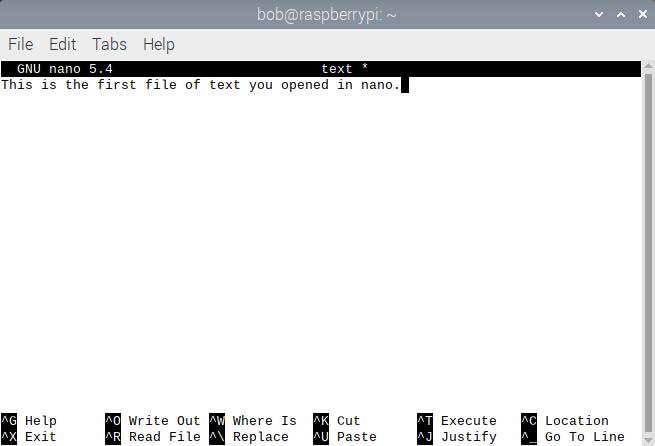 bob@raspberrypi: ~
File Edit Tabs Help
GNU nano 5.4 text *
This is the first file of text you opened in nano.
^G Help ^O Write Out ^W Where Is ^K Cut ^T Execute ^C Location
^X Exit ^R Read File ^\ Replace ^U Paste ^J Justify ^_ Go To Line